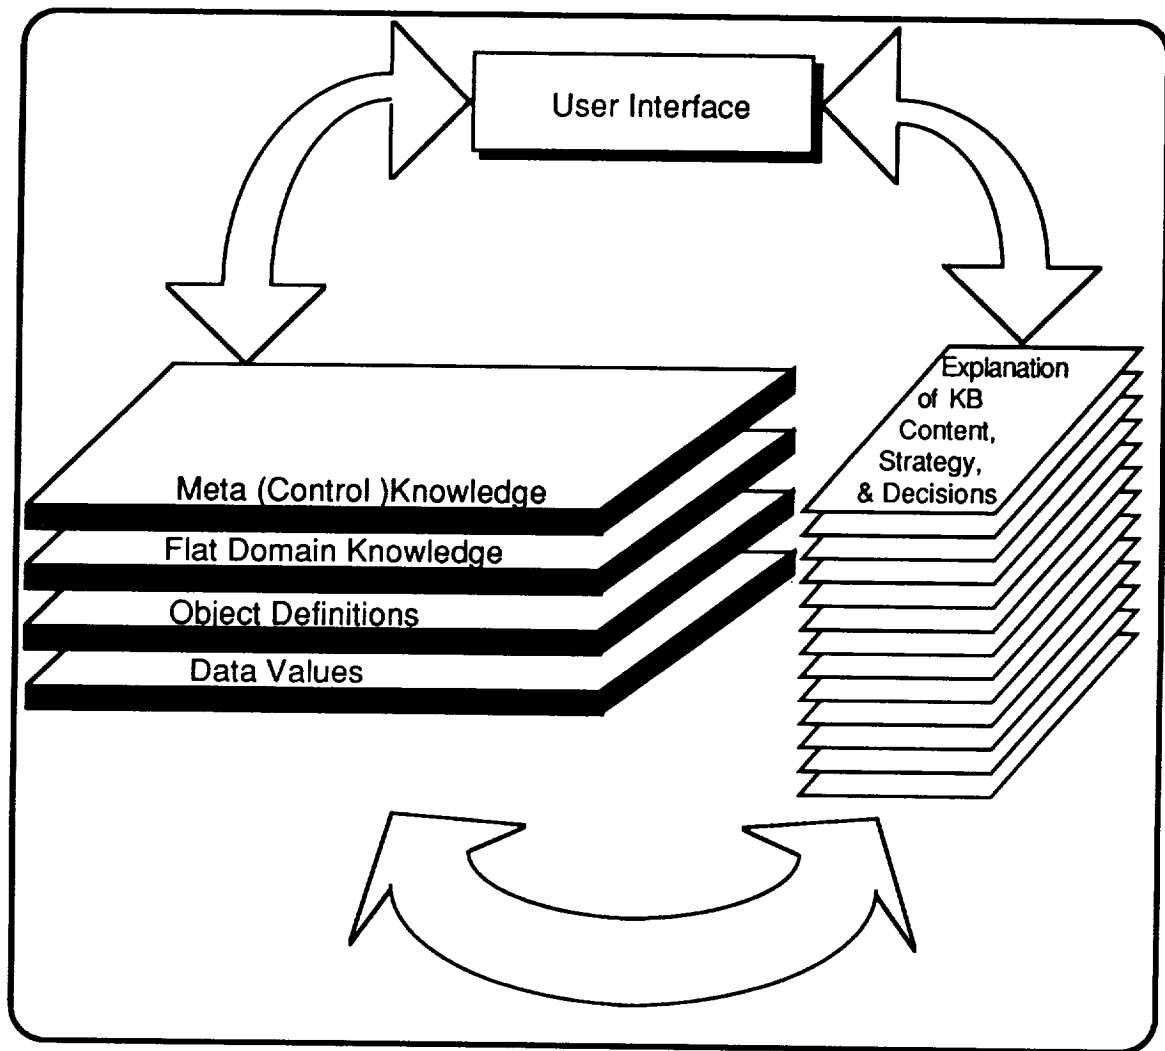 User Interface
Explanation
of KB
Content,
Strategy,
& Decisions
Meta (Control )Knowledge
Flat Domain Knowledge
Object Definitions
Data Values